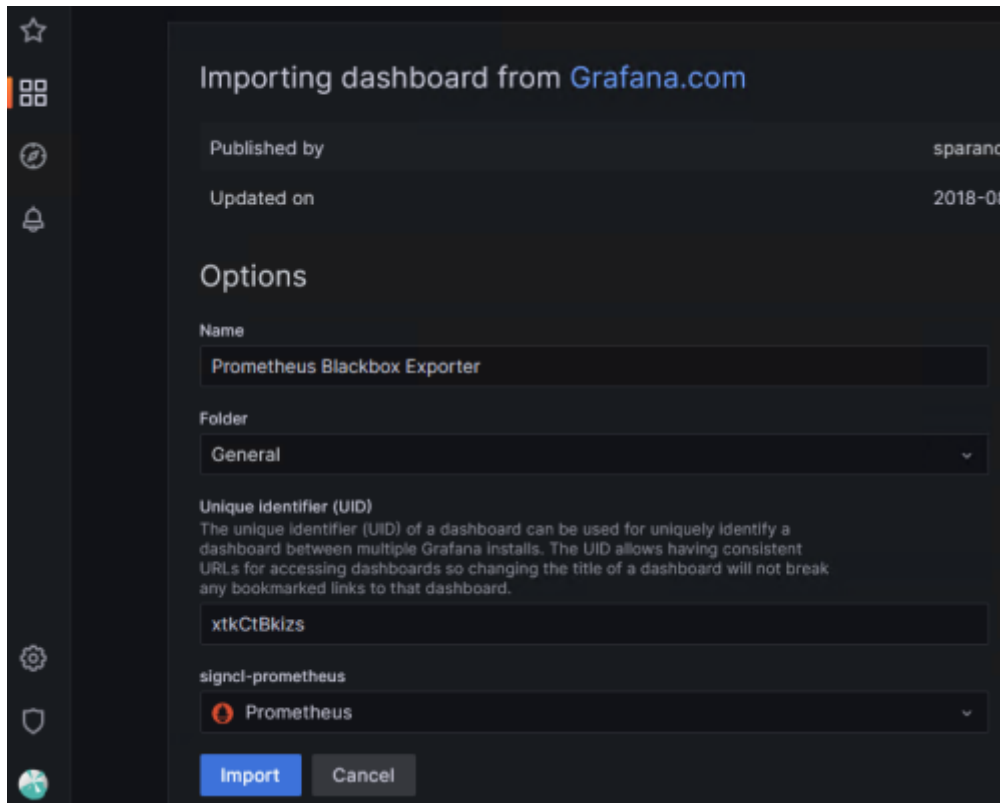 Importing dashboard from Grafana.com
Published by
Updated on
2018-08
Options
Name
Prometheus Blackbox Exporter
Folder
General
Unique identifier (UID)
The unique identifier (UID) of a dashboard can be used for uniquely identify a
dashboard between multiple Grafana installs. The UID allows having consistent
URLs for accessing dashboards so changing the title of a dashboard will not break
any bookmarked links to that dashboard.
xtkCtBkizs
signcl-prometheus
Prometheus
Import Cancel